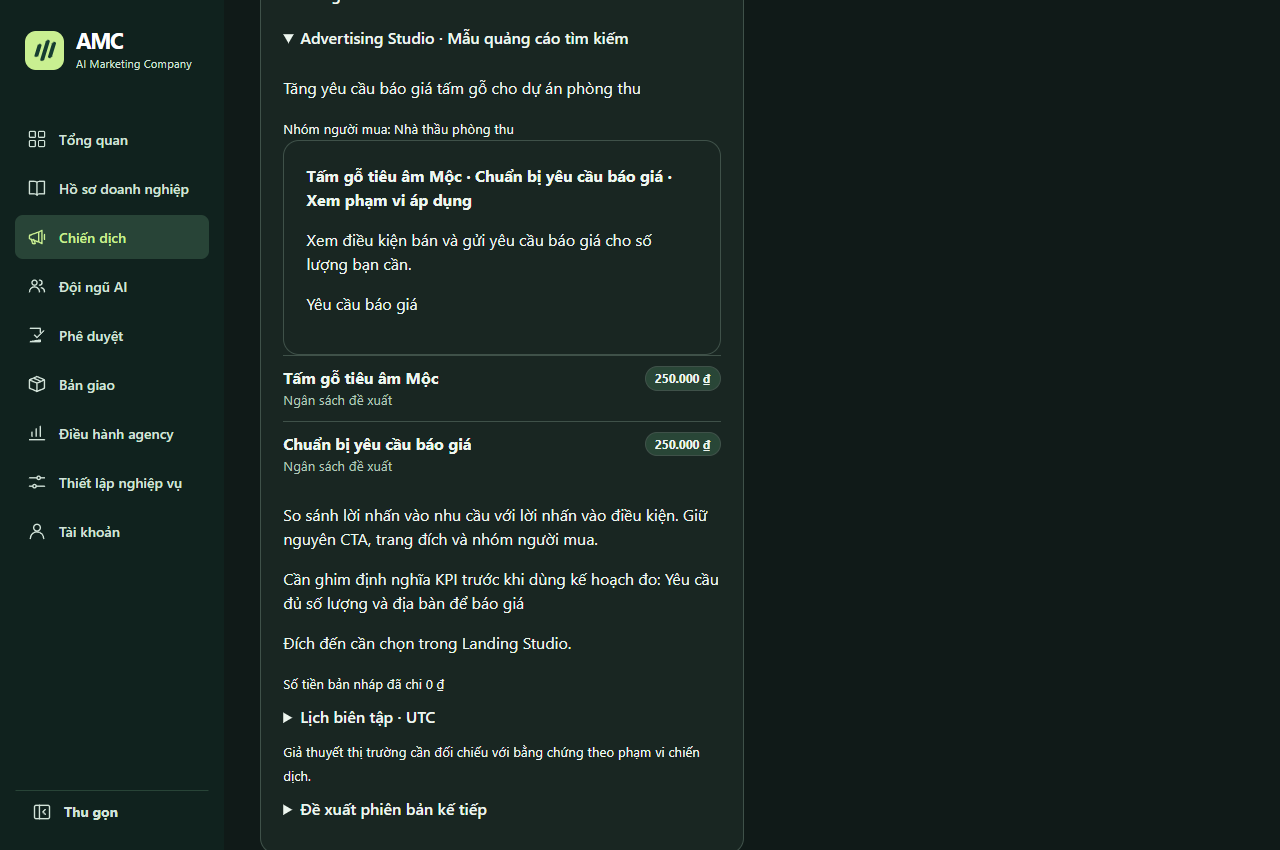 AMC
AI Marketing Company
Tổng quan
Hồ sơ doanh nghiệp
Chiến dịch
Đội ngũ AI
Phê duyệt
Bản giao
Điều hành agency
Thiết lập nghiệp vụ
Tài khoản
Thu gọn
Advertising Studio · Mẫu quảng cáo tìm kiếm
Tăng yêu cầu báo giá tấm gỗ cho dự án phòng thu
Nhóm người mua: Nhà thầu phòng thu
Tấm gỗ tiêu âm Mộc · Chuẩn bị yêu cầu báo giá ·
Xem phạm vi áp dụng
Xem điều kiện bán và gửi yêu cầu báo giá cho số
lượng bạn cần.
Yêu cầu báo giá
Tấm gỗ tiêu âm Mộc
250.000 ₫
Ngân sách đề xuất
Chuẩn bị yêu cầu báo giá
250.000 ₫
Ngân sách đề xuất
So sánh lời nhấn vào nhu cầu với lời nhấn vào điều kiện. Giữ
nguyên CTA, trang đích và nhóm người mua.
Cần ghim định nghĩa KPI trước khi dùng kế hoạch đo: Yêu cầu
đủ số lượng và địa bàn để báo giá
Đích đến cần chọn trong Landing Studio.
Số tiền bản nháp đã chi 0 ₫
Lịch biên tập · UTC
Giả thuyết thị trường cần đối chiếu với bằng chứng theo phạm vi chiến
dịch.
Đề xuất phiên bản kế tiếp